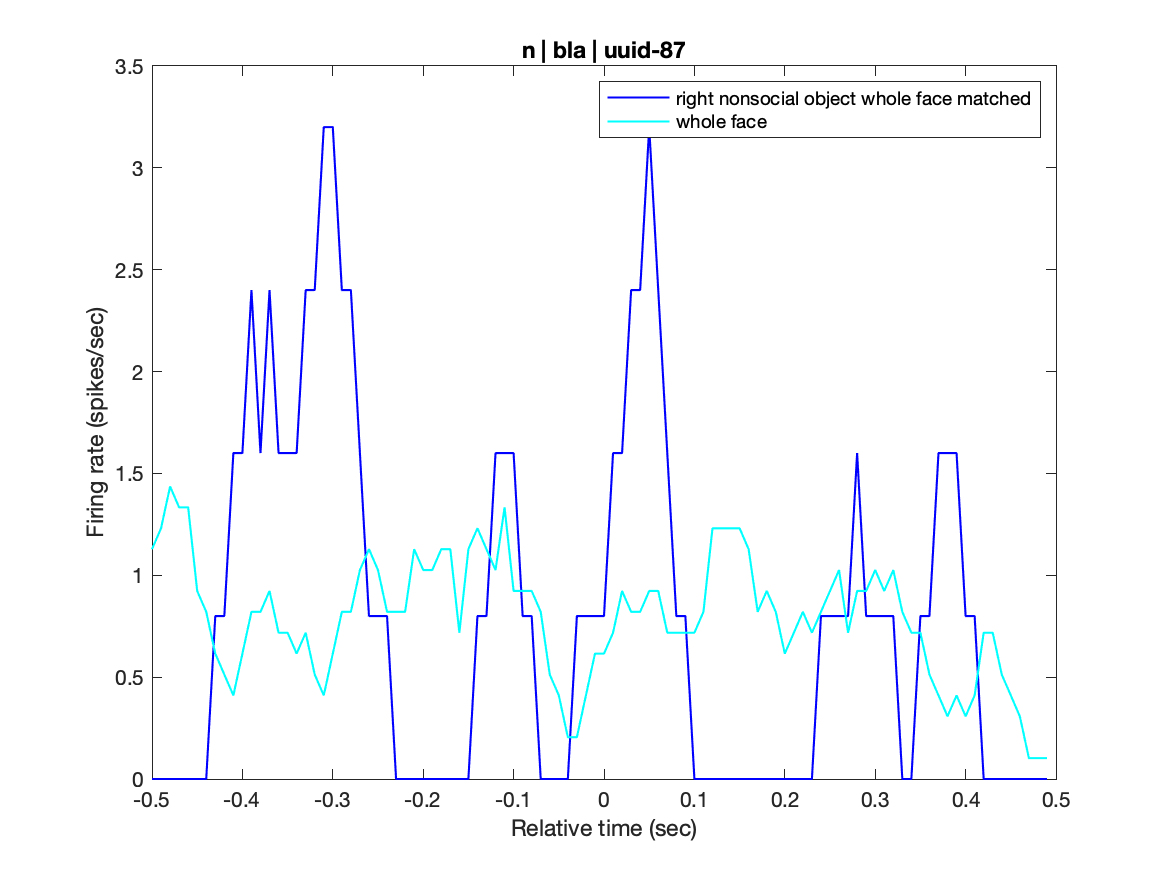 n | bla | uuid-87
right nonsocial object whole face matched
whole face
3.5
3
2.5
2
1.5
1
0.5
0
Firing rate (spikes/sec)
-0.5 -0.4 -0.3 -0.2 -0.1 0 0.1 0.2 0.3 0.4 0.5
Relative time (sec)